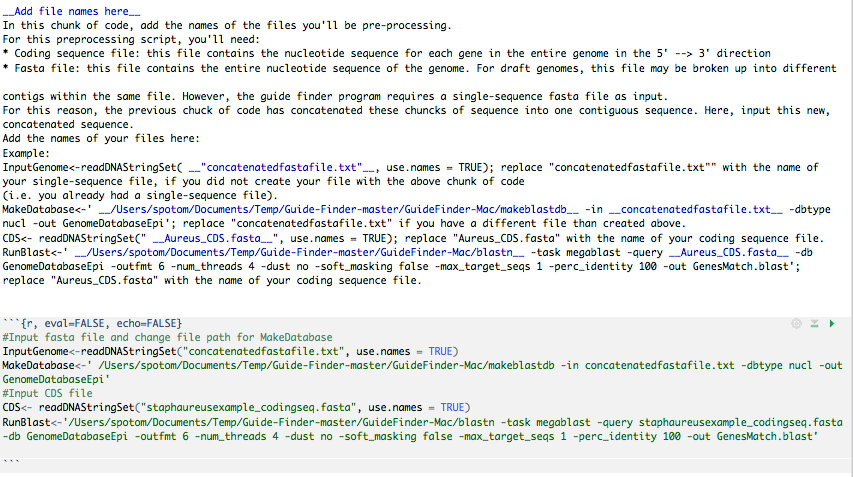 __Add file names here__
In this chunk of code, add the names of the files you'll be pre-processing.
For this preprocessing script, you'll need:
* Coding sequence file: this file contains the nucleotide sequence for each gene in the entire genome in the 5' --> 3' direction
* Fasta file: this file contains the entire nucleotide sequence of the genome. For draft genomes, this file may be broken up into different
contigs within the same file. However, the guide finder program requires a single-sequence fasta file as input.
For this reason, the previous chuck of code has concatenated these chuncks of sequence into one contiguous sequence. Here, input this new,
concatenated sequence.
Add the names of your files here:
Example:
InputGenome<-readDNAStringSet( __"concatenatedfastafile.txt"__, use.names = TRUE); replace "concatenatedfastafile.txt"" with the name of
your single-sequence file, if you did not create your file with the above chunk of code
(i.e. you already had a single-sequence file).
MakeDatabase<-' __/Users/spotom/Documents/Temp/Guide-Finder-master/GuideFinder-Mac/makeblastdb__ -in __concatenatedfastafile.txt__ -dbtype
nucl -out GenomeDatabaseEpi'; replace "concatenatedfastafile.txt" if you have a different file than created above.
CDS<- readDNAStringSet(" __Aureus_CDS.fasta__", use.names = TRUE); replace "Aureus_CDS.fasta" with the name of your coding sequence file.
RunBlast<-' __/Users/spotom/Documents/Temp/Guide-Finder-master/GuideFinder-Mac/blastn__ -task megablast -query __Aureus_CDS.fasta__ -db
GenomeDatabaseEpi -outfmt 6 -num_threads 4 -dust no -soft_masking false -max_target_seqs 1 -perc_identity 100 -out GenesMatch.blast';
replace "Aureus_CDS.fasta" with the name of your coding sequence file.
```{r, eval=FALSE, echo=FALSE}
#Input fasta file and change file path for MakeDatabase
InputGenome<-readDNAStringSet("concatenatedfastafile.txt", use.names = TRUE)
MakeDatabase<-' /Users/spotom/Documents/Temp/Guide-Finder-master/GuideFinder-Mac/makeblastdb -in concatenatedfastafile.txt -dbtype nucl -out
GenomeDatabaseEpi'
#Input CDS file
CDS<- readDNAStringSet("staphaureusexample_codingseq.fasta", use.names = TRUE)
RunBlast<-'/Users/spotom/Documents/Temp/Guide-Finder-master/GuideFinder-Mac/blastn -task megablast -query staphaureusexample_codingseq.fasta
-db GenomeDatabaseEpi -outfmt 6 -num_threads 4 -dust no -soft_masking false -max_target_seqs 1 -perc_identity 100 -out GenesMatch.blast'
```